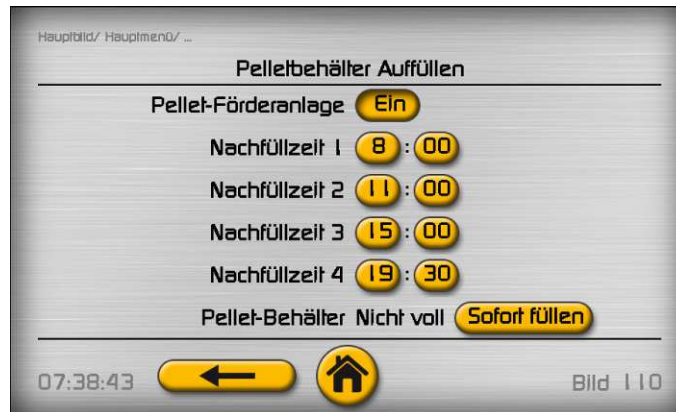 Hauptbild/ Hauptmenü/ ...
Pelletbehälter Auffüllen
Pellet-Förderanlage Ein
Nachfüllzeit 1 8 : 00
Nachfüllzeit 2 11 : 00
Nachfüllzeit 3 15 : 00
Nachfüllzeit 4 19 : 30
Pellet-Behälter Nicht voll Sofort füllen
07:38:43 Bild 110